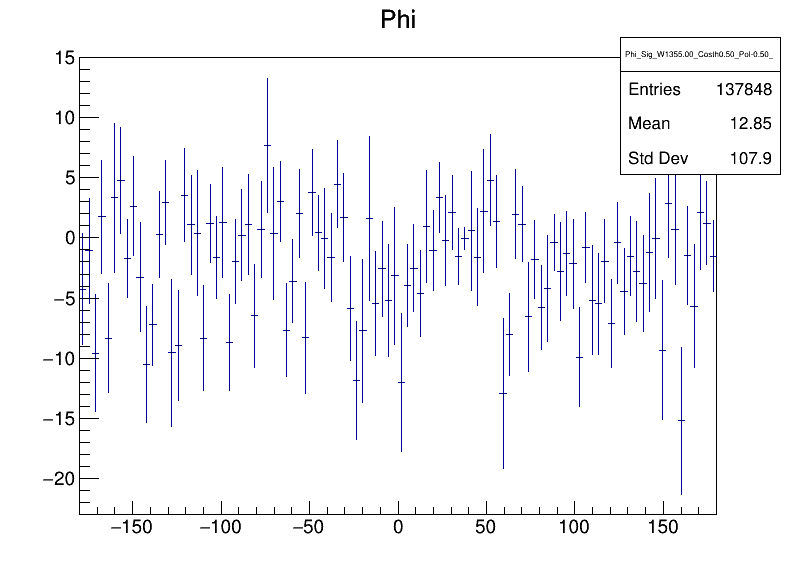 Phi
Phi_Sig_W1355.00_Costh0.50_Pol-0.50_
Entries 137848
Mean 12.85
Std Dev 107.9
15
10
5
0
−5
−10
−15
−20
−150 −100 −50 0 50 100 150